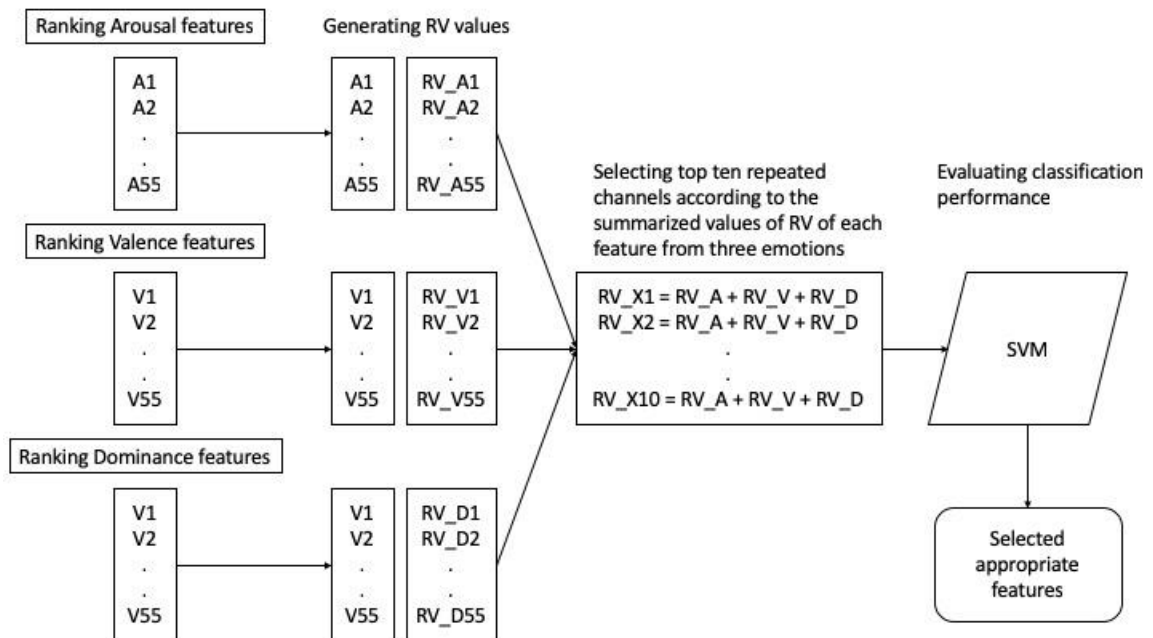 Ranking Arousal features
Generating RV values
A1
A2
.
.
A55
A1
A2
.
.
A55
RV_A1
RV_A2
.
.
RV_A55
Ranking Valence features
V1
V2
.
.
V55
V1
V2
.
.
V55
RV_V1
RV_V2
.
.
RV_V55
Ranking Dominance features
V1
V2
.
.
V55
V1
V2
.
.
V55
RV_D1
RV_D2
.
.
RV_D55
Selecting top ten repeated
channels according to the
summarized values of RV of each
feature from three emotions
RV_X1 = RV_A + RV_V + RV_D
RV_X2 = RV_A + RV_V + RV_D
.
.
RV_X10 = RV_A + RV_V + RV_D
Evaluating classification
performance
SVM
Selected
appropriate
features